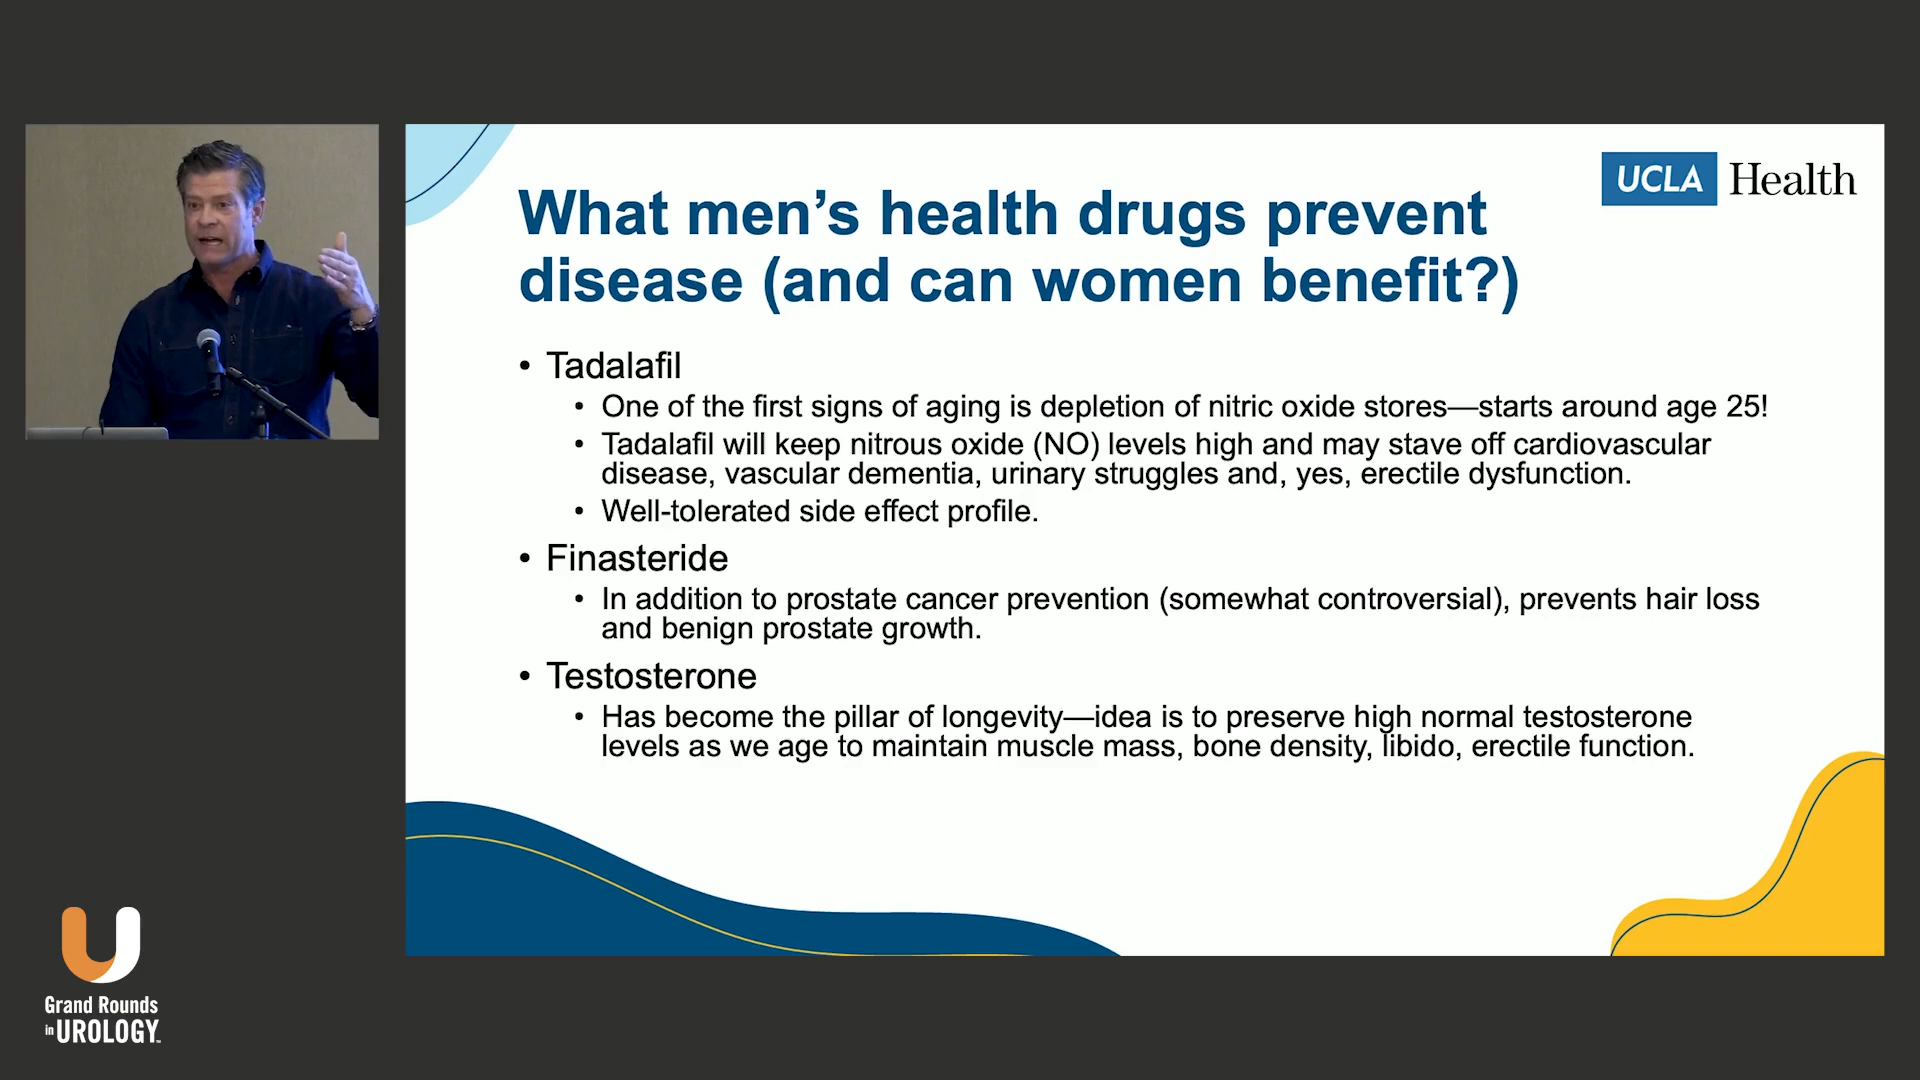 UCLA Health
What men’s health drugs prevent
disease (and can women benefit?)
• Tadalafil
• One of the first signs of aging is depletion of nitric oxide stores—starts around age 25!
• Tadalafil will keep nitrous oxide (NO) levels high and may stave off cardiovascular
disease, vascular dementia, urinary struggles and, yes, erectile dysfunction.
• Well-tolerated side effect profile.
• Finasteride
• In addition to prostate cancer prevention (somewhat controversial), prevents hair loss
and benign prostate growth.
• Testosterone
• Has become the pillar of longevity—idea is to preserve high normal testosterone
levels as we age to maintain muscle mass, bone density, libido, erectile function.
U
Grand Rounds
in UROLOGY™